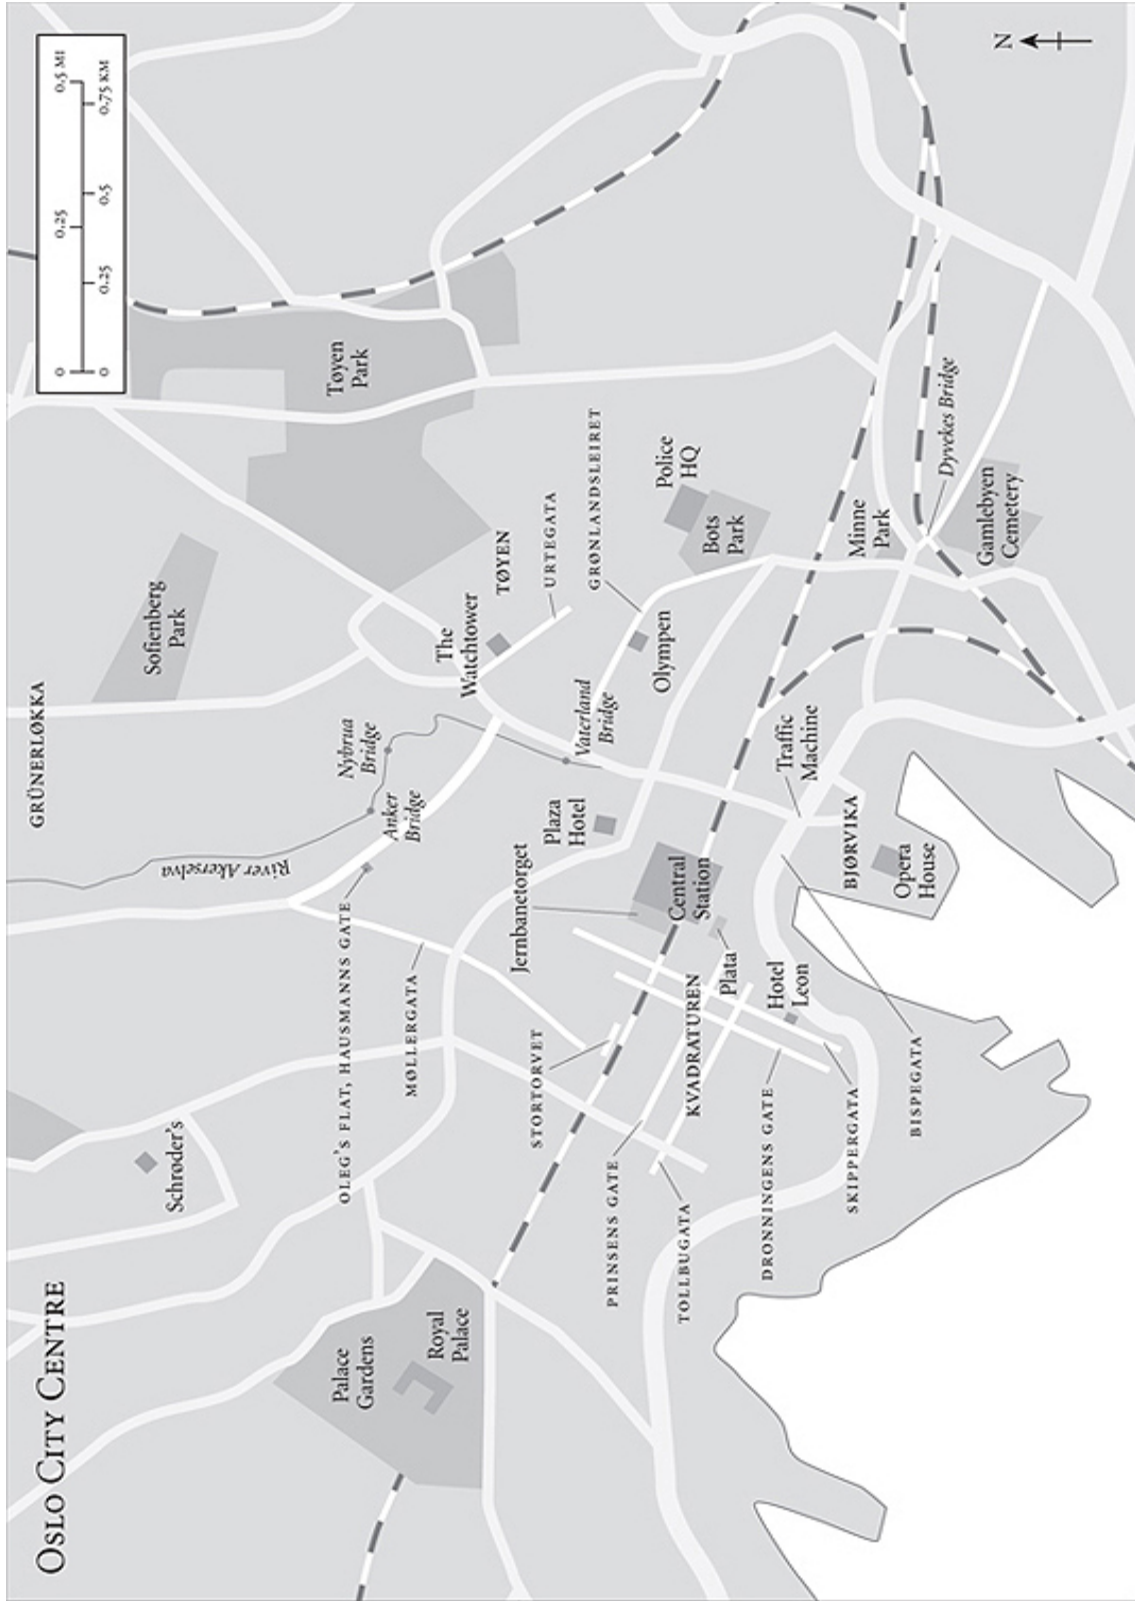 OSLO CITY CENTRE
GRÜNERLØKKA
0 0.25 0.5 MI
0 0.25 0.5 0.75 KM
Schrøder's
River Akerselva
Sofienberg
Park
Nybrua
Bridge
Anker
Bridge
OLEG'S FLAT, HAUSMANNS GATE
Tøyen
Park
Palace
Gardens
Royal
Palace
MØLLERGATA
The
Watchtower
TØYEN
URTEGATA
GRØNLANDSLEIRET
Jernbanetorget
Plaza
Hotel
Vaterland
Bridge
STORTORVET
Olympen
Police
HQ
Bots
Park
PRINSENS GATE
TOLLBUGATA
KVADRATUREN
Central
Station
Plata
Hotel
Leon
DRONNINGENS GATE
SKIPPERGATA
Traffic
Machine
BJØRVIKA
Minne
Park
Dyvekes Bridge
Opera
House
BISPEGATA
Gamlebyen
Cemetery
N